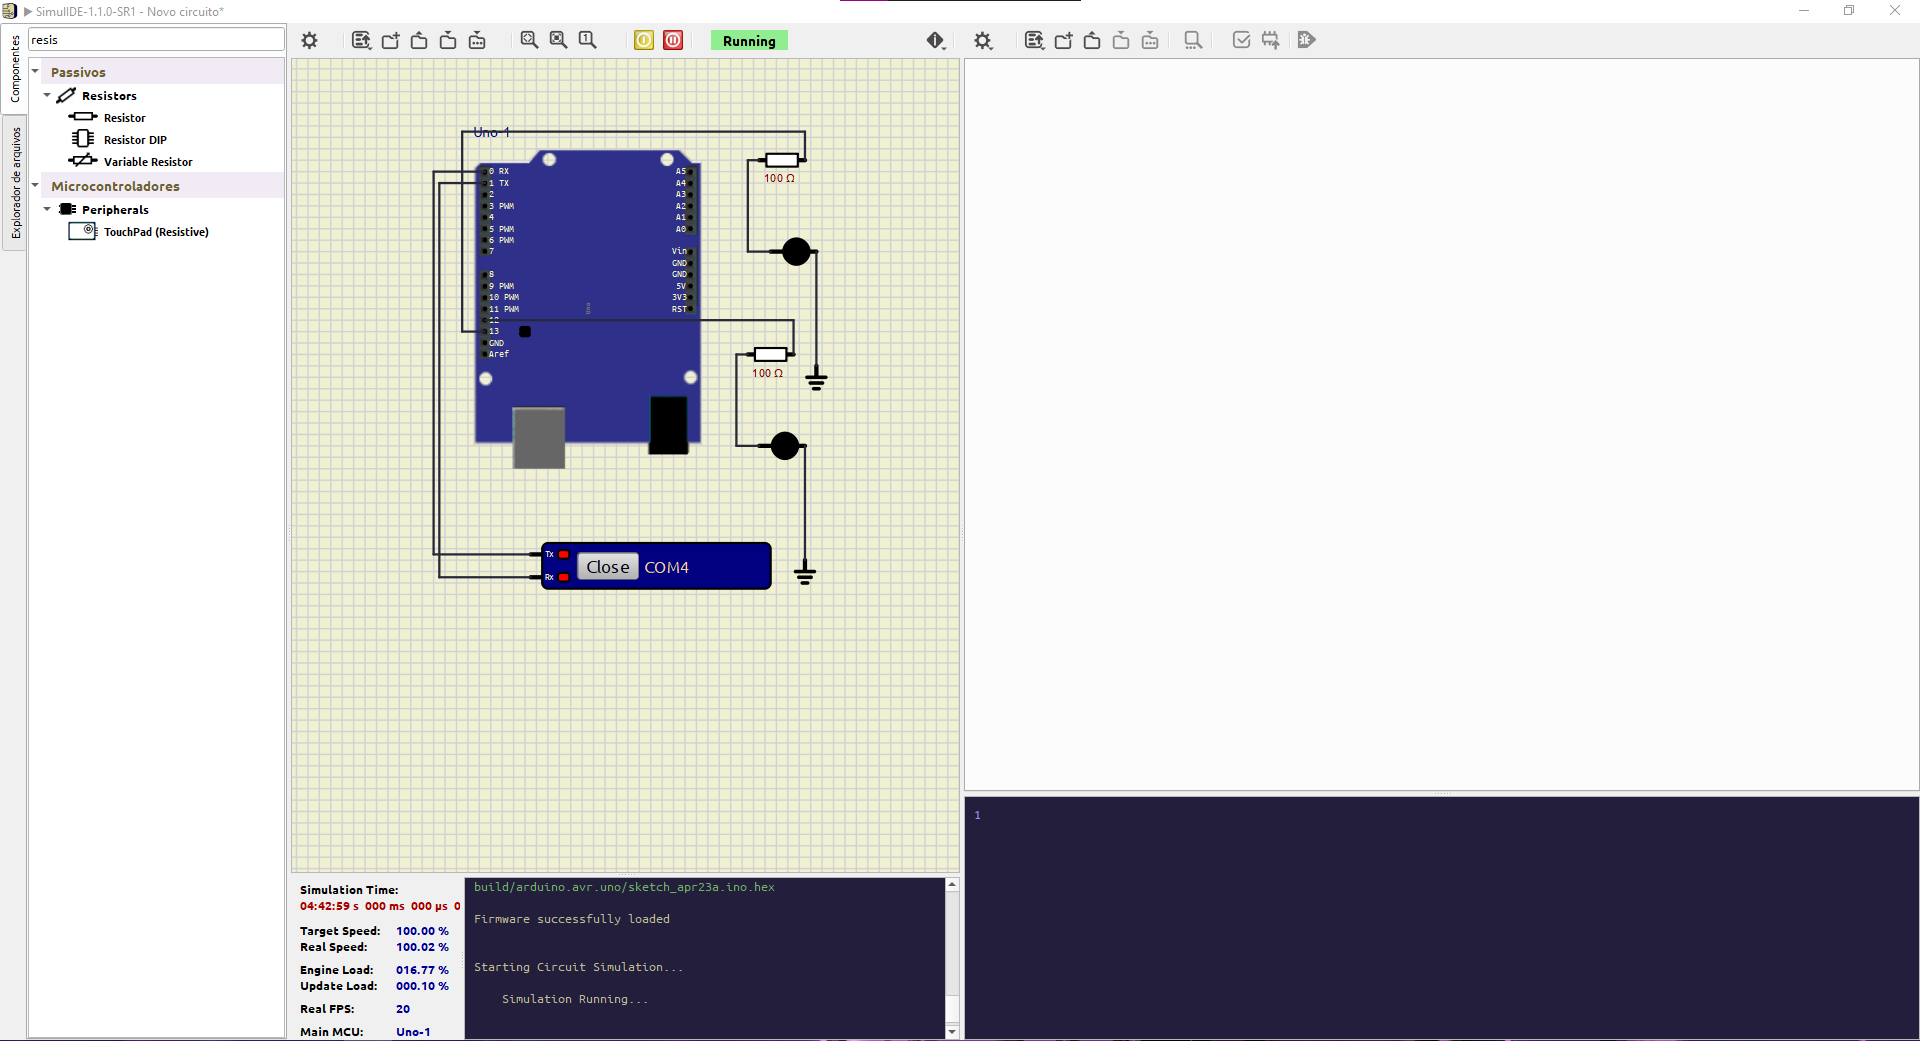 SimulIDE-1.1.0-SR1 - Novo circuito*
Componentes
Explorador de arquivos
resis
Passivos
Resistors
Resistor
Resistor DIP
Variable Resistor
Microcontroladores
Peripherals
TouchPad (Resistive)
Running
Uno-1
0 RX
1 TX
2
3 PWM
4
5 PWM
6 PWM
7
8
9 PWM
10 PWM
11 PWM
12
13
GND
Aref
Uno
A5
A4
A3
A2
A1
A0
Vin
GND
GND
5V
3V3
RST
100 Ω
100 Ω
Tx
Rx
Close
COM4
Simulation Time:
04:42:59 s 000 ms 000 µs 0
Target Speed: 100.00 %
Real Speed: 100.02 %
Engine Load: 016.77 %
Update Load: 000.10 %
Real FPS: 20
Main MCU: Uno-1
build/arduino.avr.uno/sketch_apr23a.ino.hex
Firmware successfully loaded
Starting Circuit Simulation...
Simulation Running...
1